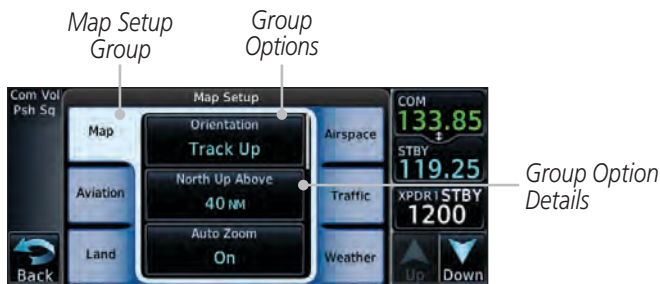 Map Setup
Group
Group
Options
Com Vol
Psh Sq
Map Setup
COM
133.85
STBY
119.25
XPDR1 STBY
1200
Map
Aviation
Land
Orientation
Track Up
North Up Above
40 NM
Auto Zoom
On
Airspace
Traffic
Weather
Group Option
Details
Back
Up
Down